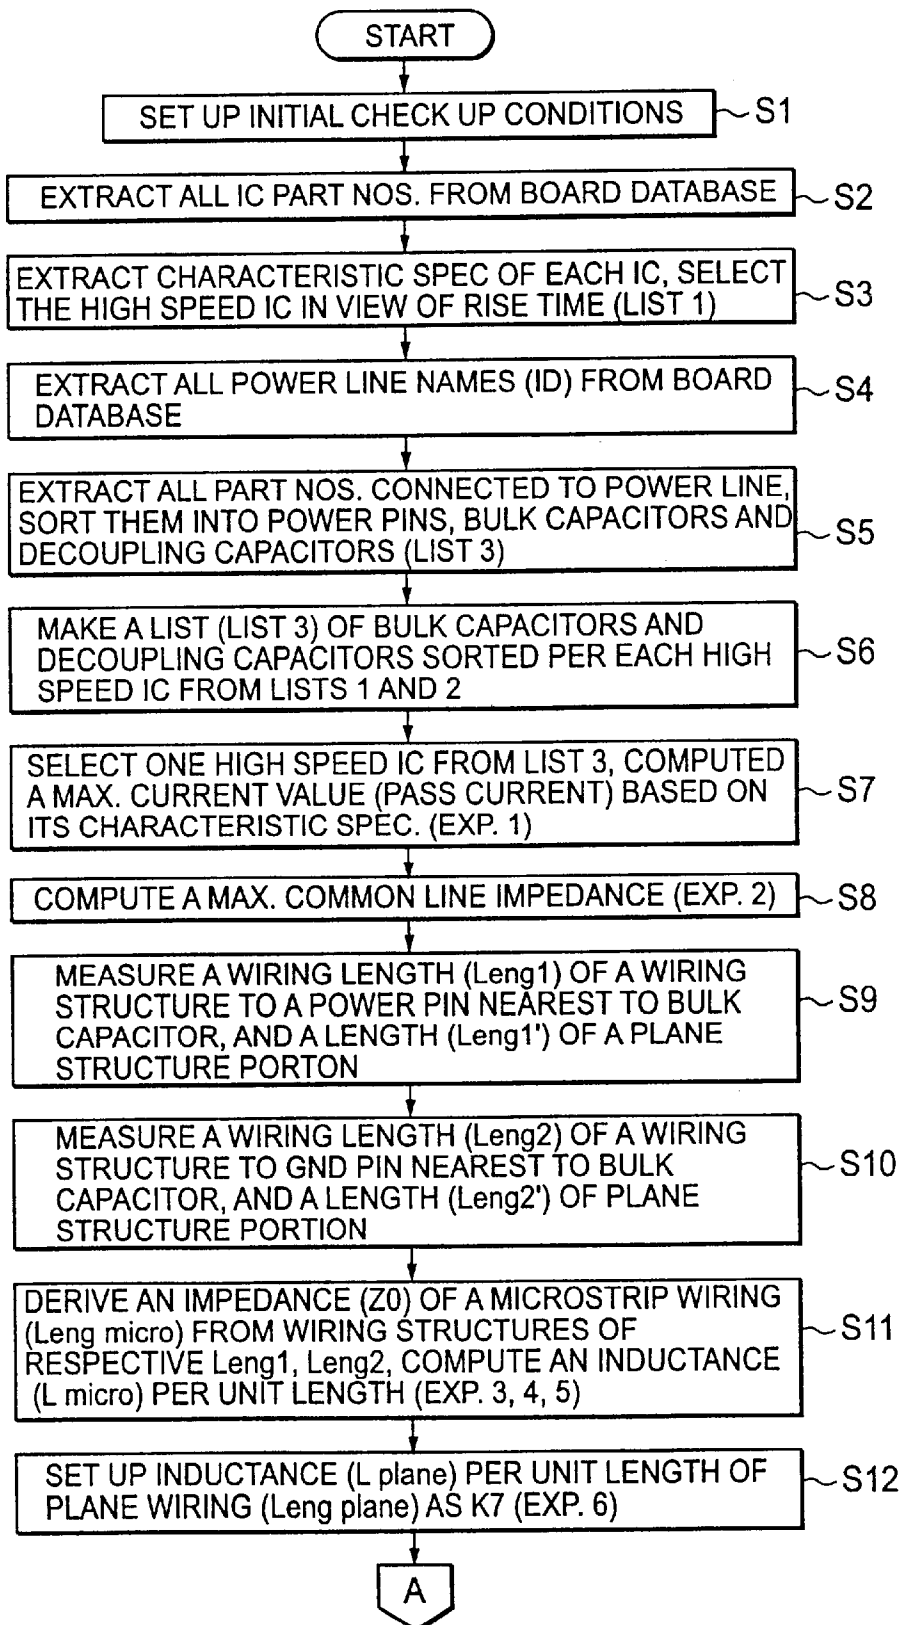 START
SET UP INITIAL CHECK UP CONDITIONS
S1
EXTRACT ALL IC PART NOS. FROM BOARD DATABASE
S2
EXTRACT CHARACTERISTIC SPEC OF EACH IC, SELECT
THE HIGH SPEED IC IN VIEW OF RISE TIME (LIST 1)
S3
EXTRACT ALL POWER LINE NAMES (ID) FROM BOARD
DATABASE
S4
EXTRACT ALL PART NOS. CONNECTED TO POWER LINE,
SORT THEM INTO POWER PINS, BULK CAPACITORS AND
DECOUPLING CAPACITORS (LIST 3)
S5
MAKE A LIST (LIST 3) OF BULK CAPACITORS AND
DECOUPLING CAPACITORS SORTED PER EACH HIGH
SPEED IC FROM LISTS 1 AND 2
S6
SELECT ONE HIGH SPEED IC FROM LIST 3, COMPUTED
A MAX. CURRENT VALUE (PASS CURRENT) BASED ON
ITS CHARACTERISTIC SPEC. (EXP. 1)
S7
COMPUTE A MAX. COMMON LINE IMPEDANCE (EXP. 2)
S8
MEASURE A WIRING LENGTH (Leng1) OF A WIRING
STRUCTURE TO A POWER PIN NEAREST TO BULK
CAPACITOR, AND A LENGTH (Leng1') OF A PLANE
STRUCTURE PORTON
S9
MEASURE A WIRING LENGTH (Leng2) OF A WIRING
STRUCTURE TO GND PIN NEAREST TO BULK
CAPACITOR, AND A LENGTH (Leng2') OF PLANE
STRUCTURE PORTION
S10
DERIVE AN IMPEDANCE (Z0) OF A MICROSTRIP WIRING
(Leng micro) FROM WIRING STRUCTURES OF
RESPECTIVE Leng1, Leng2, COMPUTE AN INDUCTANCE
(L micro) PER UNIT LENGTH (EXP. 3, 4, 5)
S11
SET UP INDUCTANCE (L plane) PER UNIT LENGTH OF
PLANE WIRING (Leng plane) AS K7 (EXP. 6)
S12
A